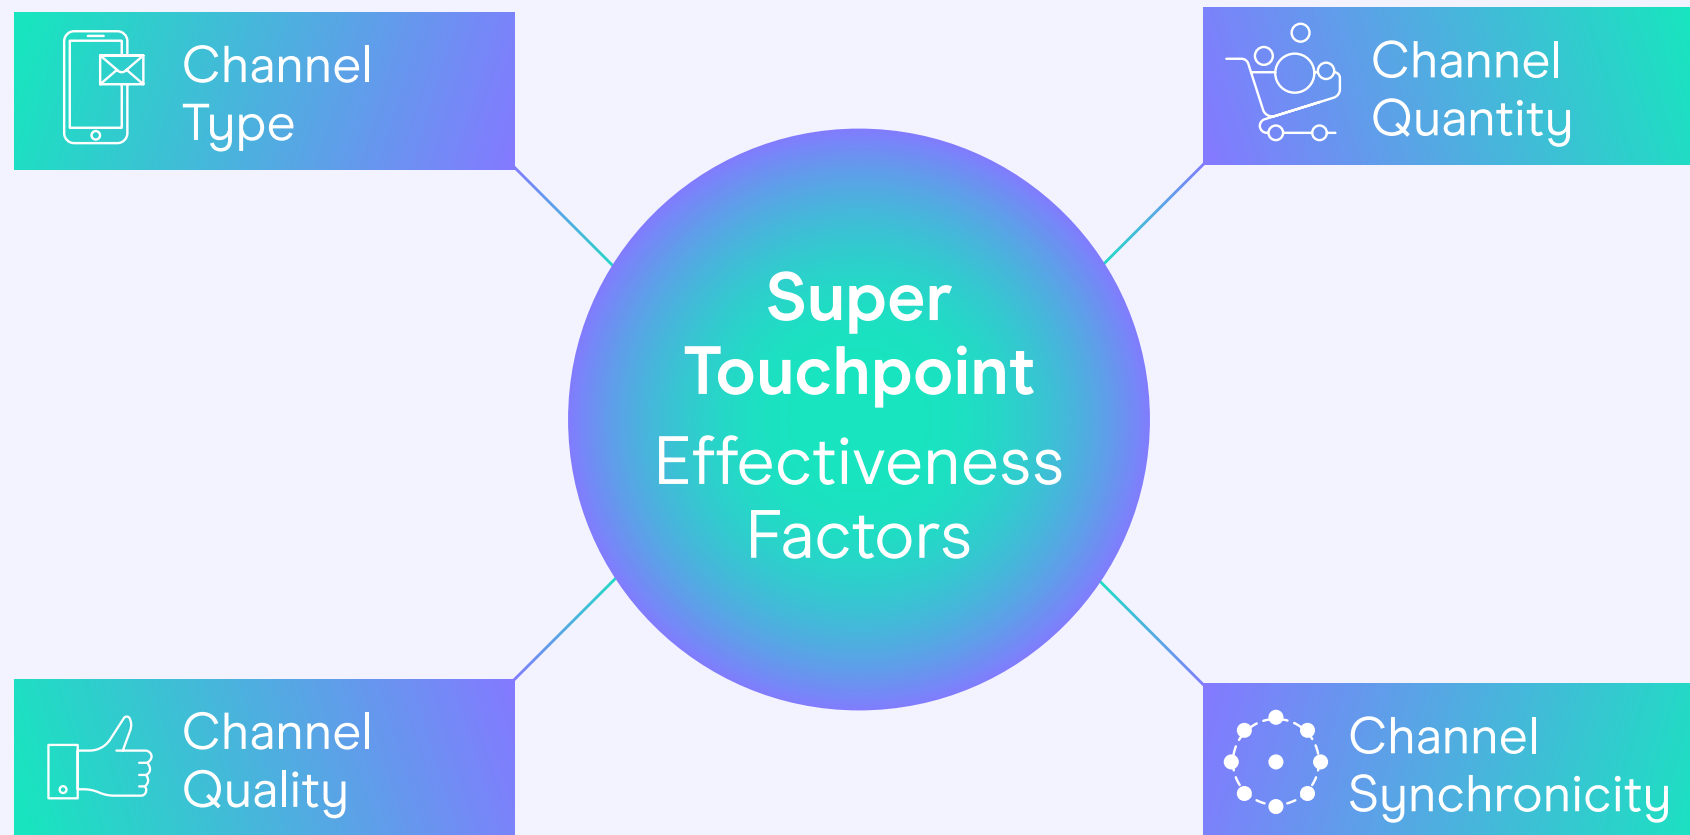 Channel
Type
Channel
Quantity
Super
Touchpoint
Effectiveness
Factors
Channel
Quality
Channel
Synchronicity